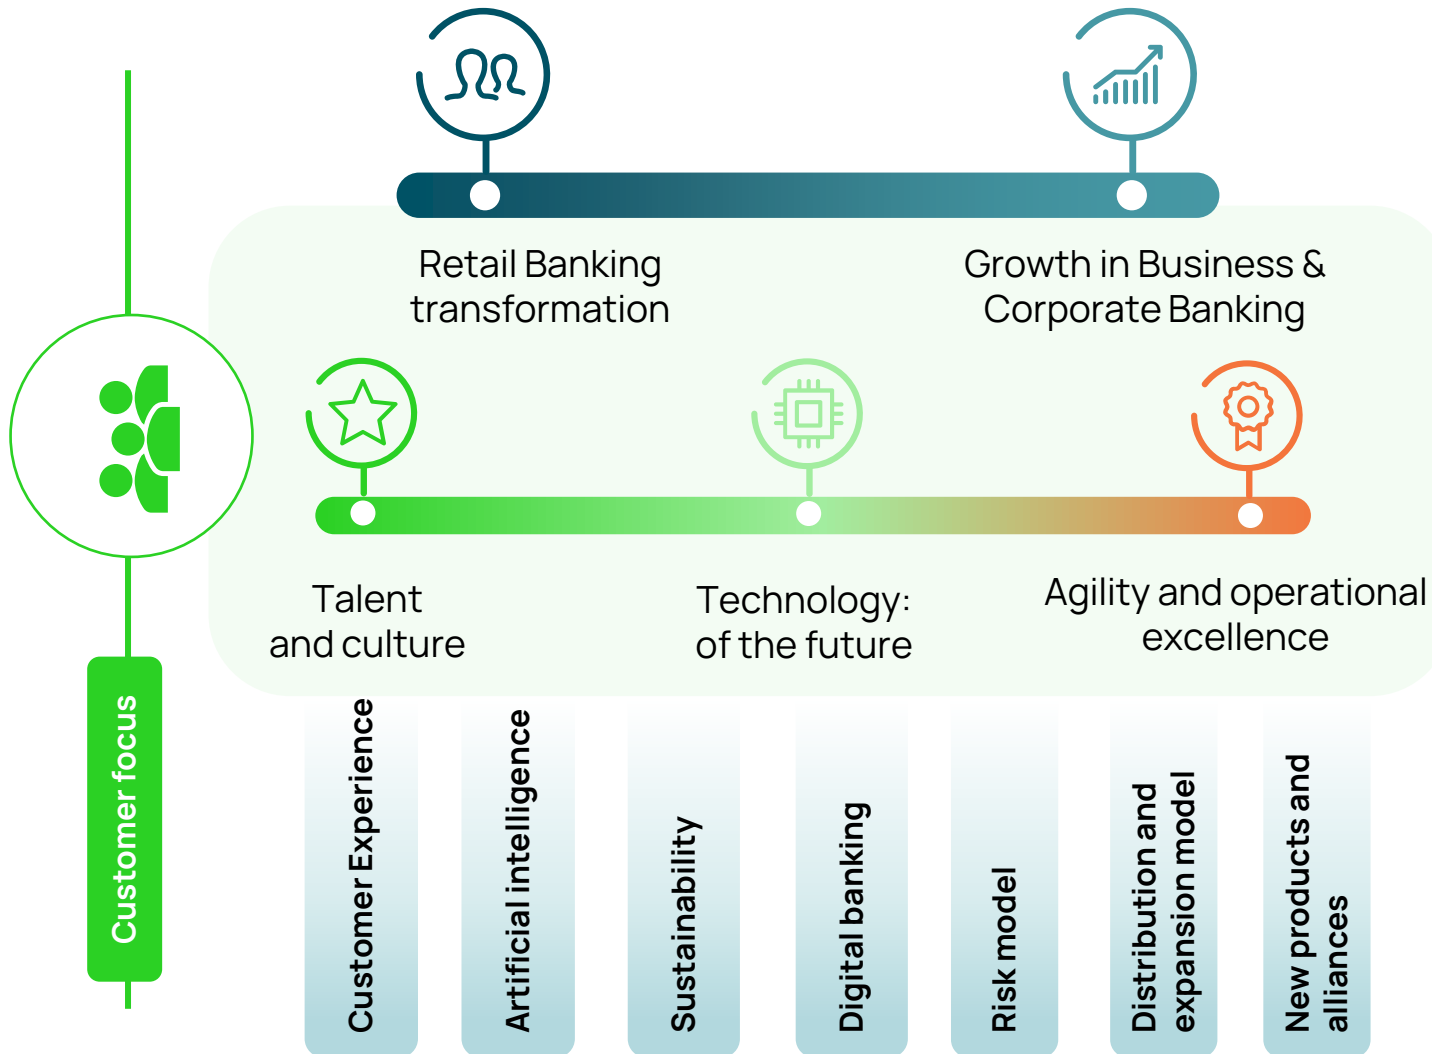 Retail Banking
transformation
Growth in Business &
Corporate Banking
Talent
and culture
Technology:
of the future
Agility and operational
excellence
Customer focus
Customer Experience
Artificial intelligence
Sustainability
Digital banking
Risk model
Distribution and
expansion model
New products and
alliances